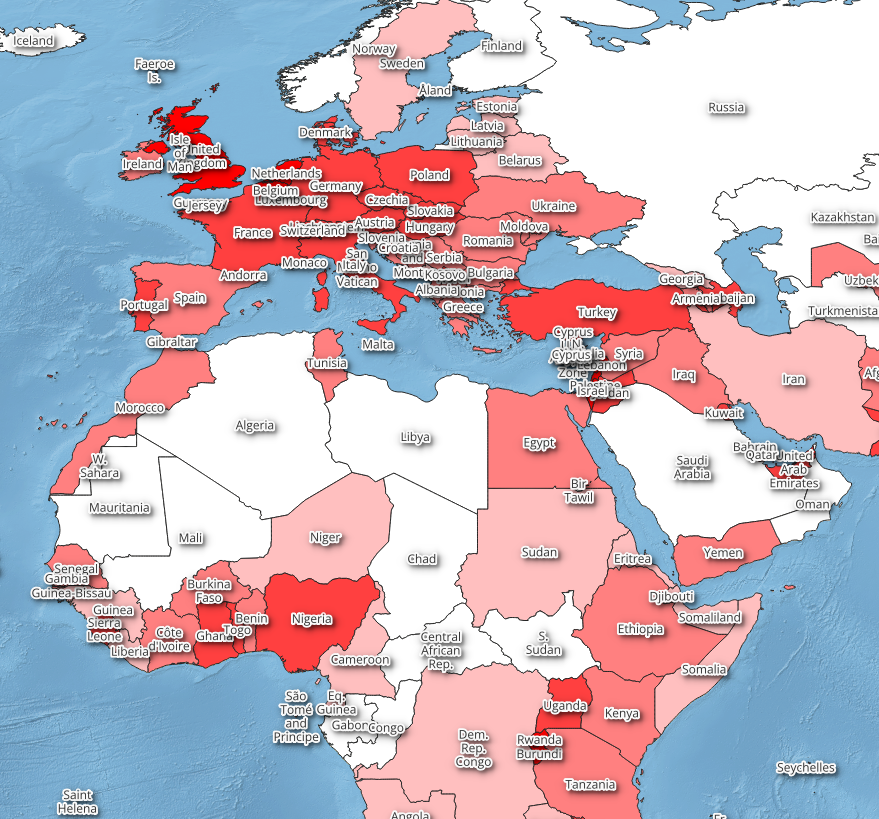 Iceland
Norway
Finland
Faeroe
Is.
Sweden
Åland
Russia
Estonia
Denmark
Latvia
Lithuania
Isle
of
Man
United
Kingdom
Ireland
Belarus
Netherlands
Poland
Germany
Belgium
Luxembourg
Jersey
Czechia
Slovakia
Ukraine
Kazakhstan
Austria
Hungary
Moldova
France
Switzerland
Slovenia
Croatia
Romania
San
Italy
Serbia
Monaco
Vatican
Kosovo
Bulgaria
Andorra
Albania
Georgia
Spain
Portugal
Greece
Armenia
Turkey
Turkmenista
Uzbek
Gibraltar
Malta
Cyprus
Cyprus
Zone
Syria
Tunisia
Lebanon
Palestine
Israel
Iraq
Iran
Morocco
Kuwait
Algeria
Libya
Egypt
Bahrain
Qatar
United
Arab
Emirates
W.
Sahara
Saudi
Arabia
Bir
Tawil
Oman
Mauritania
Mali
Niger
Chad
Sudan
Eritrea
Yemen
Senegal
Gambia
Guinea-Bissau
Burkina
Faso
Djibouti
Guinea
Sierra
Leone
Benin
Togo
Ghana
Côte
d'Ivoire
Liberia
Nigeria
Somaliland
Ethiopia
Central
African
Rep.
S.
Sudan
Cameroon
Somalia
São
Tomé
and
Principe
Eq.
Guinea
Gabon
Congo
Uganda
Kenya
Dem.
Rep.
Congo
Rwanda
Burundi
Tanzania
Seychelles
Saint
Helena
Angola